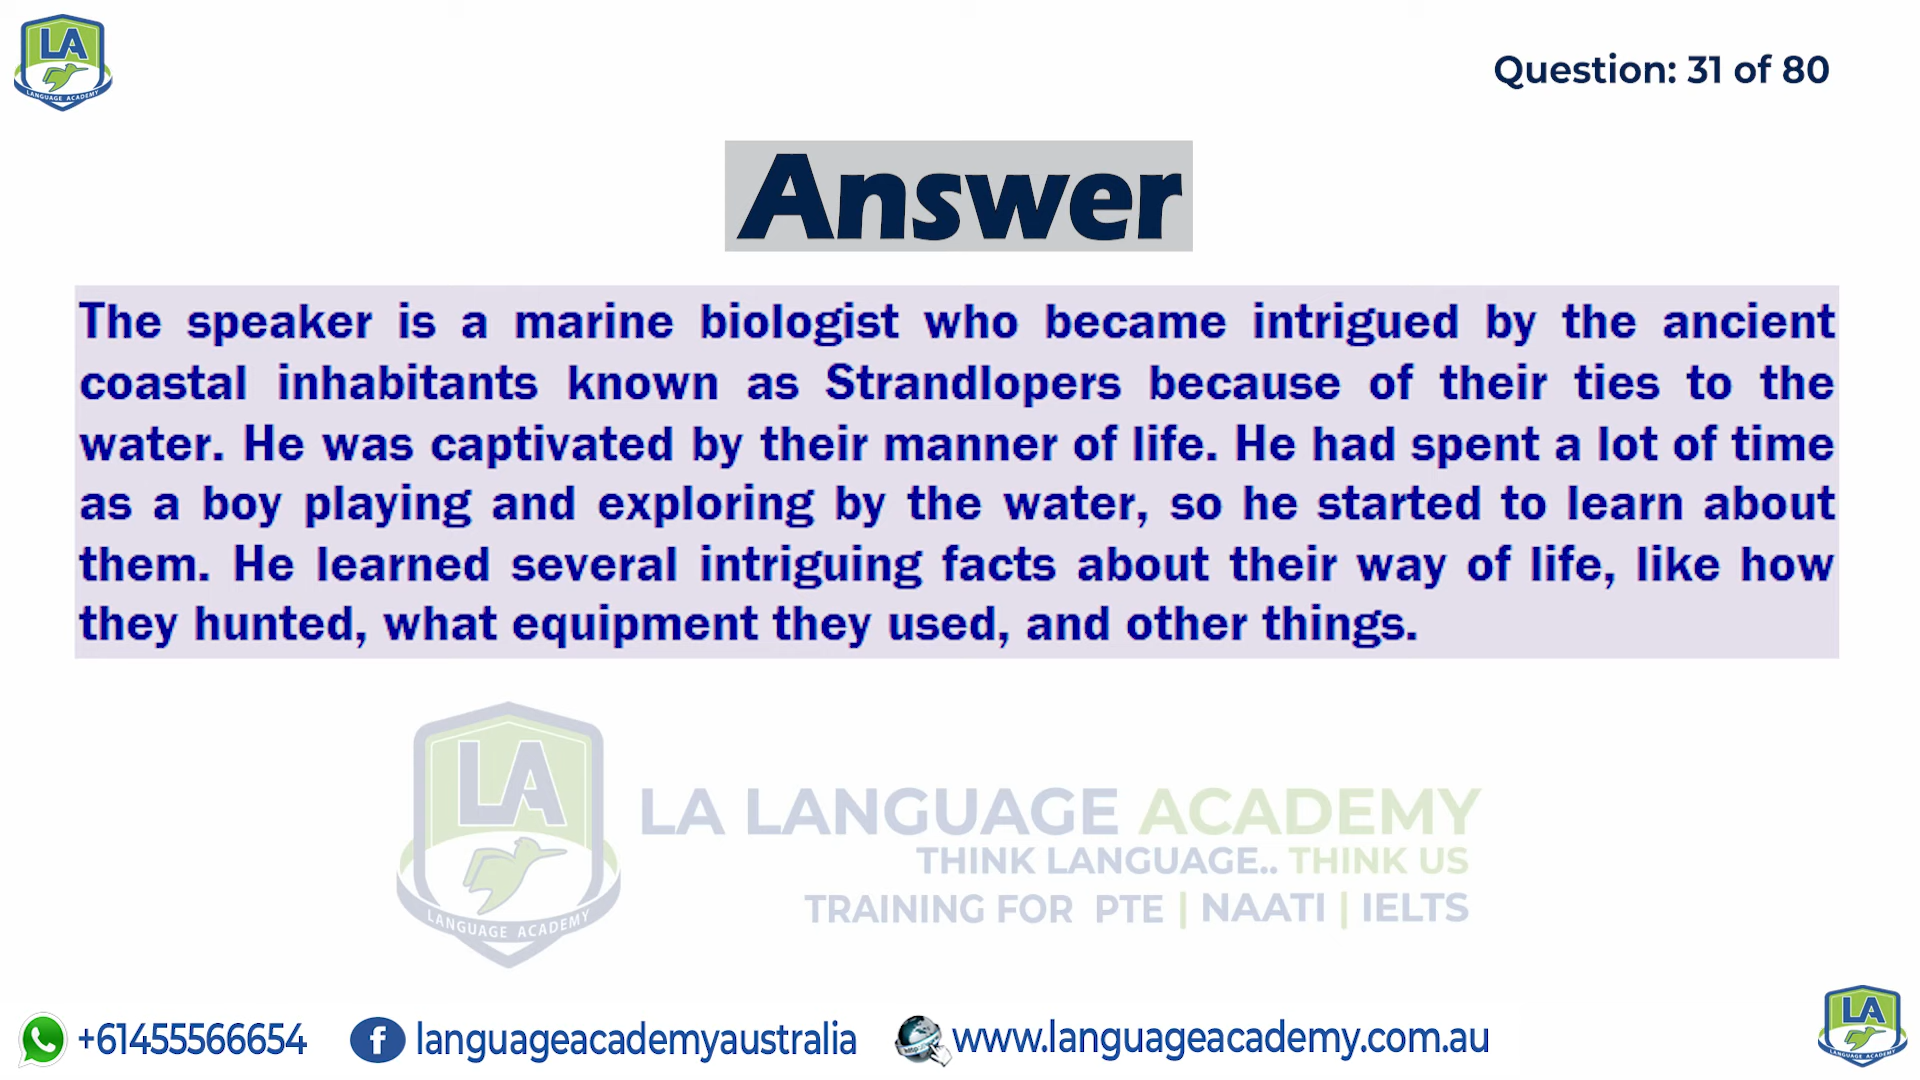 LA
LANGUAGE ACADEMY
Question: 31 of 80
Answer
The speaker is a marine biologist who became intrigued by the ancient
coastal inhabitants known as Strandlopers because of their ties to the
water. He was captivated by their manner of life. He had spent a lot of time
as a boy playing and exploring by the water, so he started to learn about
them. He learned several intriguing facts about their way of life, like how
they hunted, what equipment they used, and other things.
LA
LANGUAGE ACADEMY
LA LANGUAGE ACADEMY
THINK LANGUAGE.. THINK US
TRAINING FOR PTE | NAATI | IELTS
+61455566654
languageacademyaustralia
www.languageacademy.com.au
LA
LANGUAGE ACADEMY